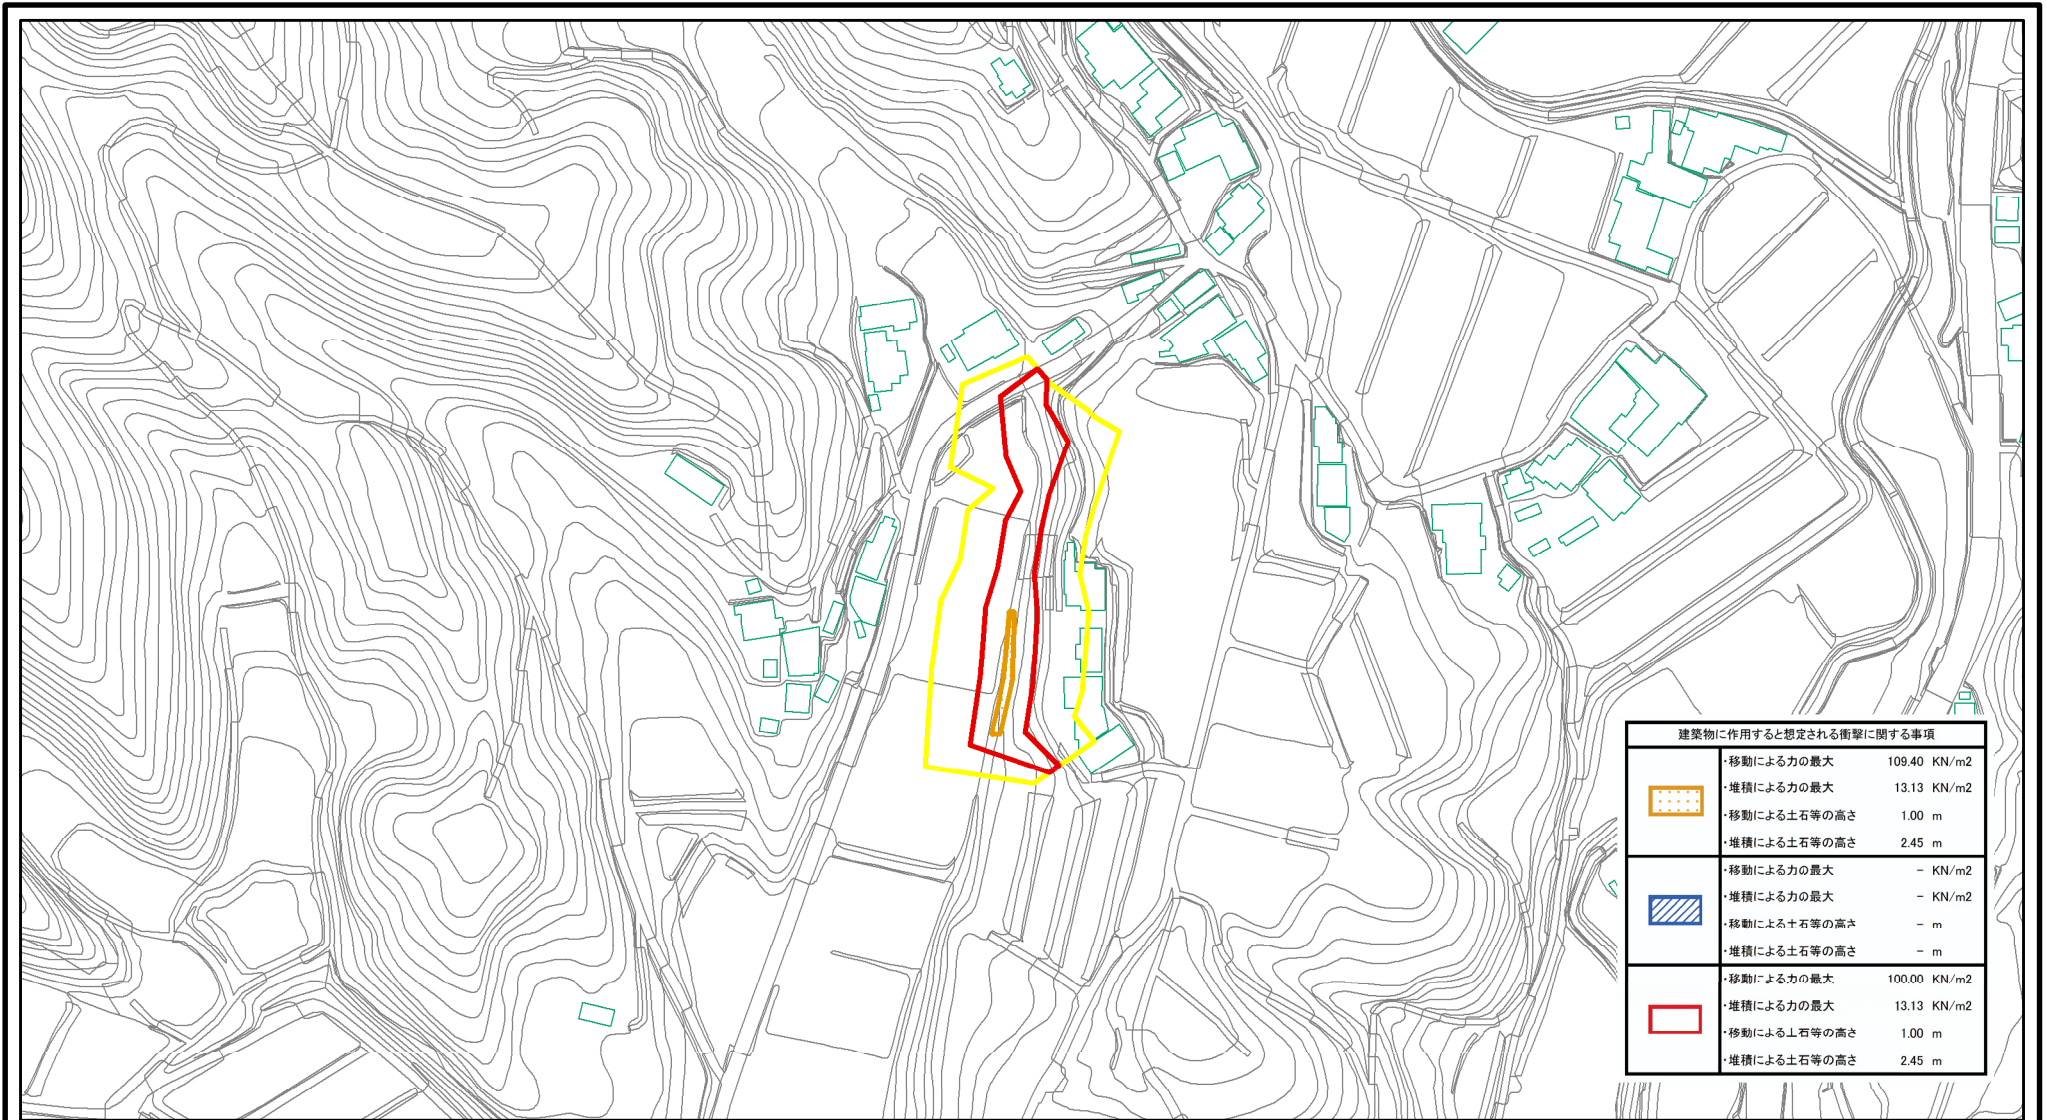 建築物に作用すると想定される衝撃に関する事項
・移動による力の最大 109.40 KN/m2
・堆積による力の最大 13.13 KN/m2
・移動による土石等の高さ 1.00 m
・堆積による土石等の高さ 2.45 m
・移動による力の最大 - KN/m2
・堆積による力の最大 - KN/m2
・移動による土石等の高さ - m
・堆積による土石等の高さ - m
・移動による力の最大 100.00 KN/m2
・堆積による力の最大 13.13 KN/m2
・移動による土石等の高さ 1.00 m
・堆積による土石等の高さ 2.45 m